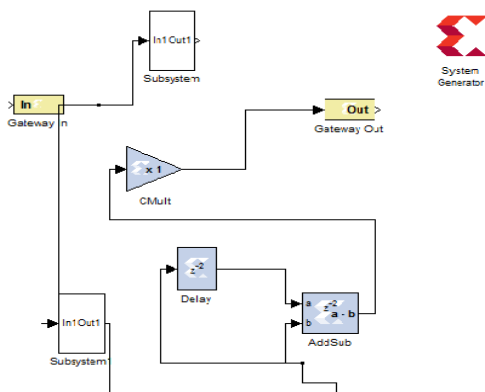 In1 Out1
Subsystem
System
Generator
In
Gateway In
Out
Gateway Out
x 1
CMult
z-2
Delay
z-2
a
a - b
b
AddSub
In1 Out1
Subsystem1